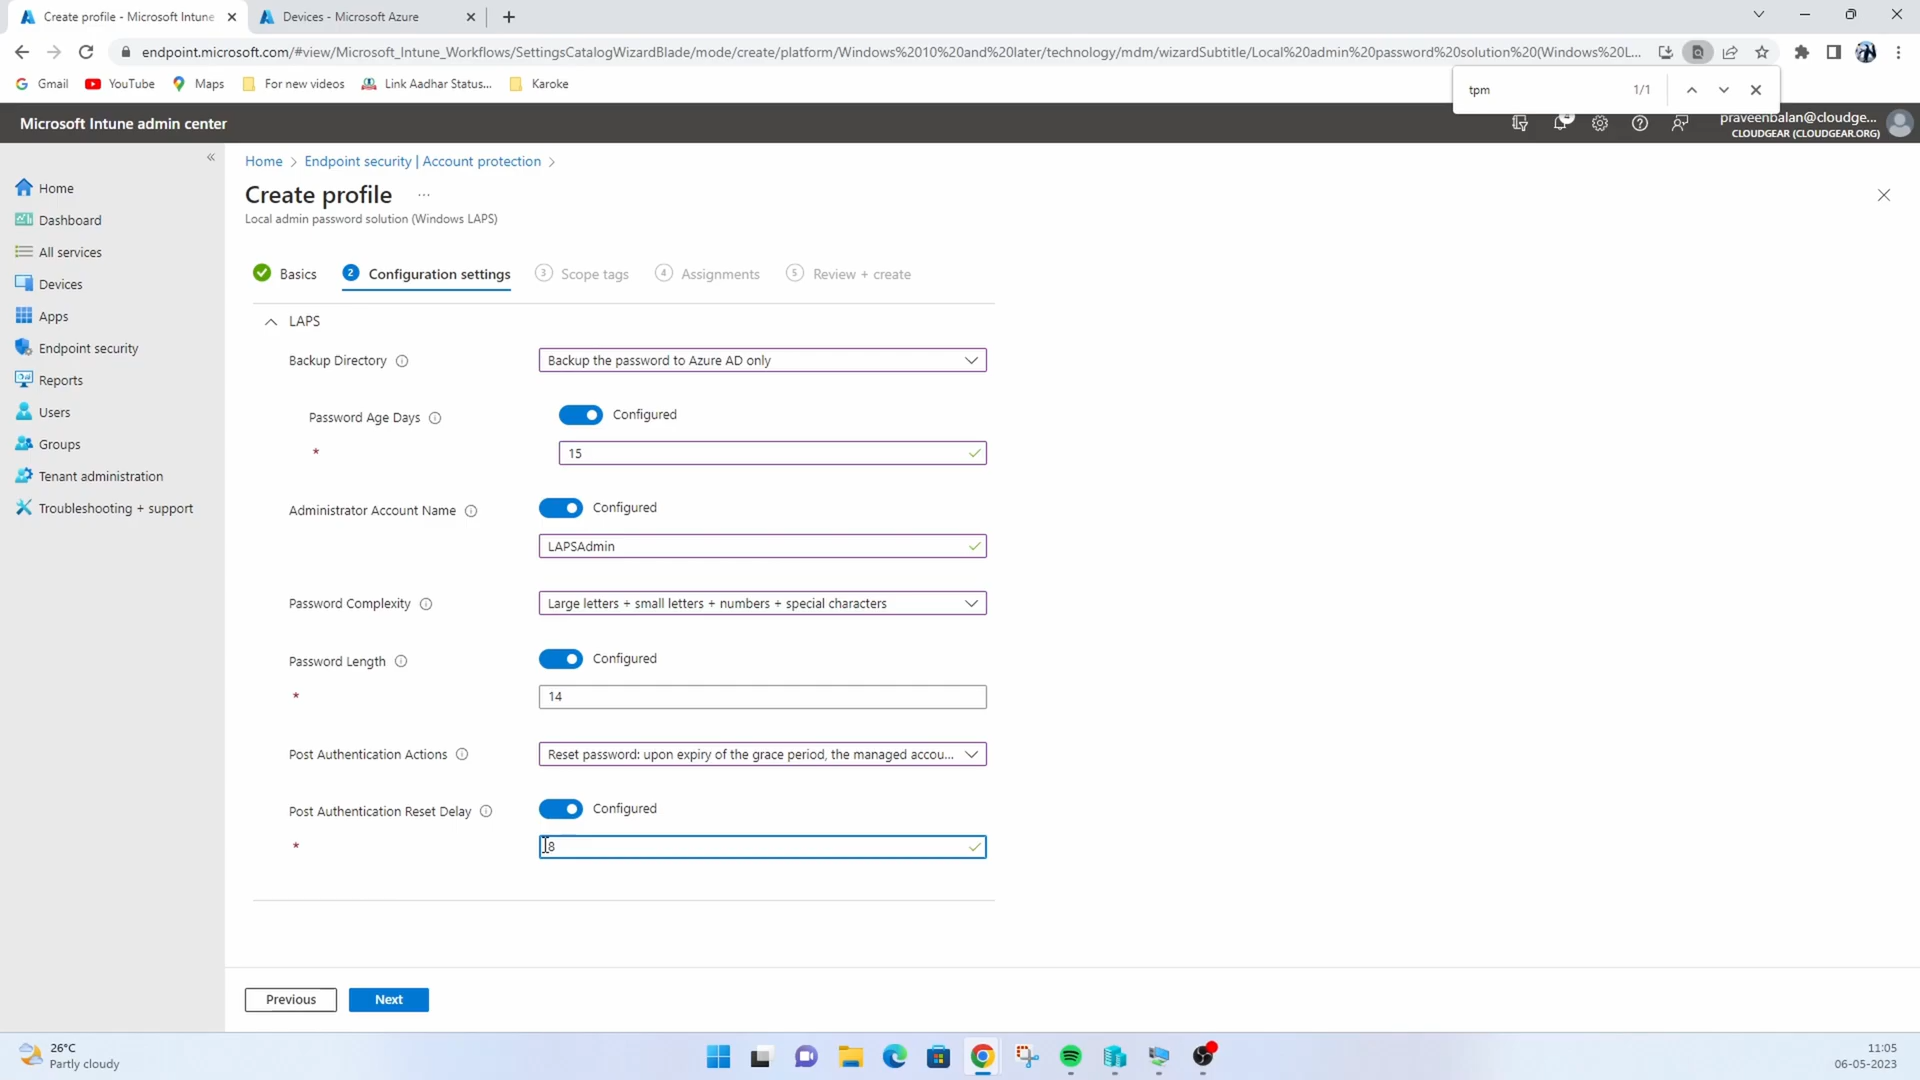 Create profile - Microsoft Intune
Devices - Microsoft Azure
endpoint.microsoft.com/#view/Microsoft_Intune_Workflows/SettingsCatalogWizardBlade/mode/create/platform/Windows%2010%20and%20later/technology/mdm/wizardSubtitle/Local%20admin%20password%20solution%20(Windows%20L...
Gmail
YouTube
Maps
For new videos
Link Aadhar Status...
Karoke
tpm
1/1
Microsoft Intune admin center
praveenbalan@cloudge...
CLOUDGEAR (CLOUDGEAR.ORG)
Home
Dashboard
All services
Devices
Apps
Endpoint security
Reports
Users
Groups
Tenant administration
Troubleshooting + support
Home > Endpoint security | Account protection >
Create profile ...
Local admin password solution (Windows LAPS)
Basics
2 Configuration settings
3 Scope tags
4 Assignments
5 Review + create
LAPS
Backup Directory
Backup the password to Azure AD only
Password Age Days
Configured
* 15
Administrator Account Name
Configured
LAPSAdmin
Password Complexity
Large letters + small letters + numbers + special characters
Password Length
Configured
* 14
Post Authentication Actions
Reset password: upon expiry of the grace period, the managed accou...
Post Authentication Reset Delay
Configured
* 8
Previous
Next
26°C
Partly cloudy
11:05
06-05-2023